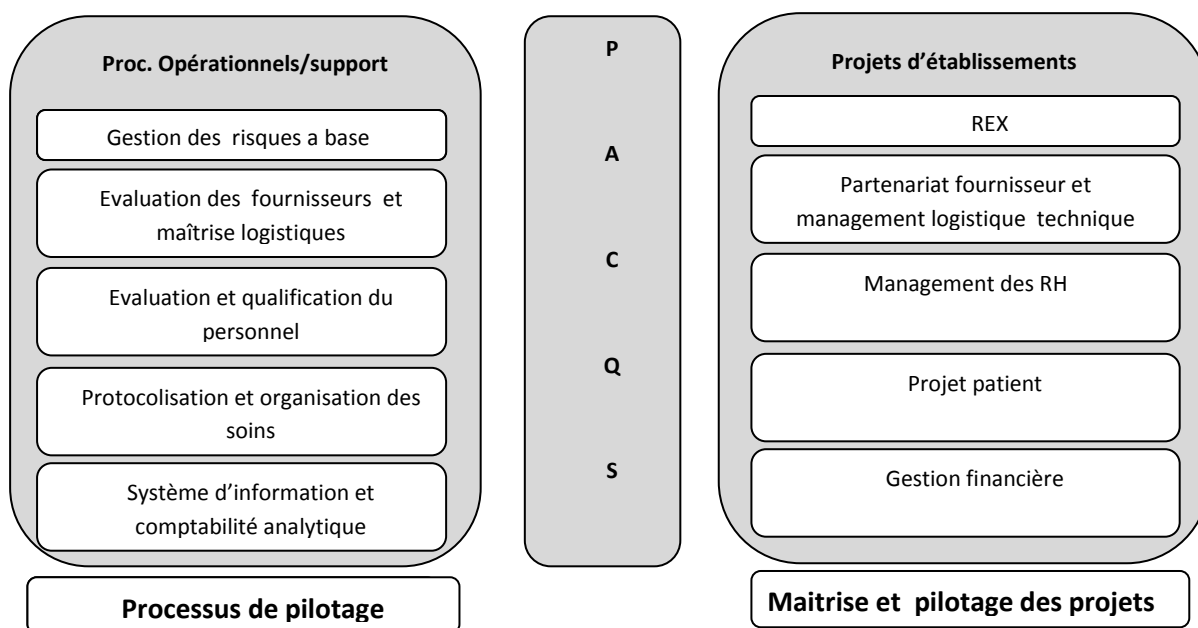 Proc. Opérationnels/support
Gestion des risques a base
Evaluation des fournisseurs et
maîtrise logistiques
Evaluation et qualification du
personnel
Protocolisation et organisation des
soins
Système d'information et
comptabilité analytique
Processus de pilotage
P
A
C
Q
S
Projets d'établissements
REX
Partenariat fournisseur et
management logistique technique
Management des RH
Projet patient
Gestion financière
Maitrise et pilotage des projets